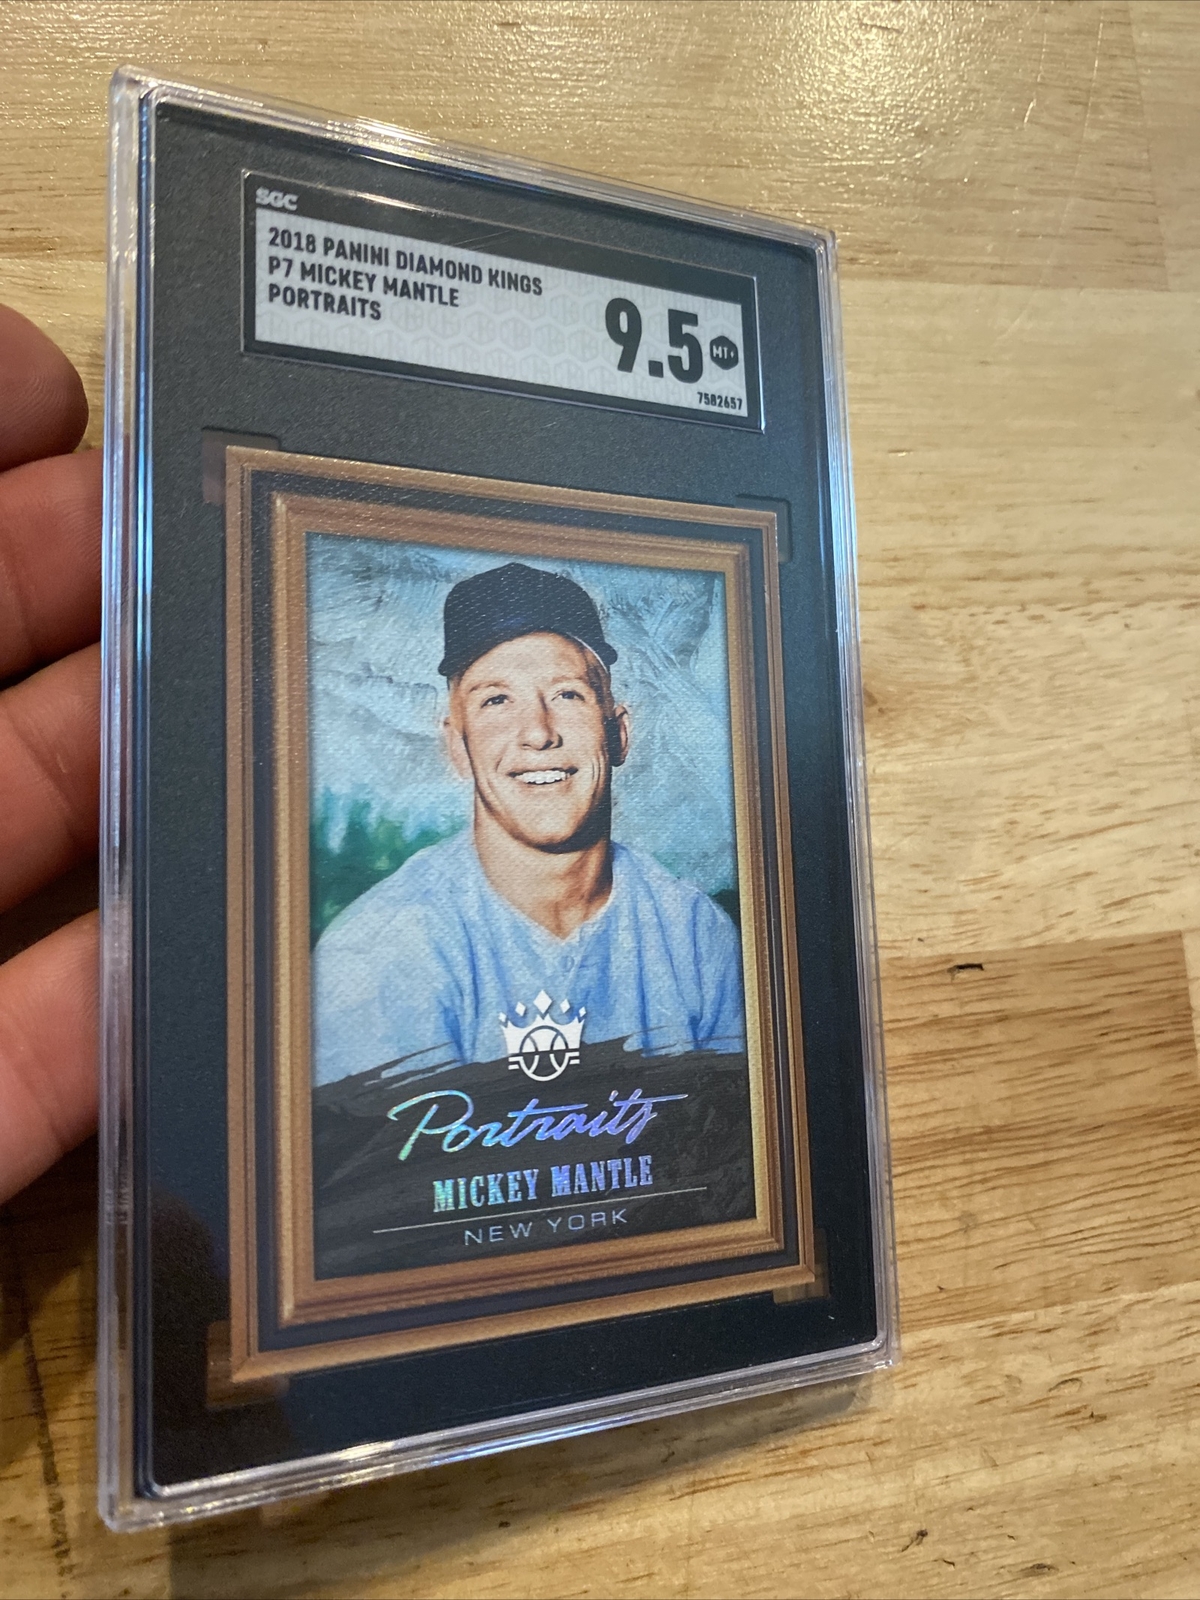 SGC
2018 PANINI DIAMOND KINGS
P7 MICKEY MANTLE
PORTRAITS
9.5 MT+
7582657
Portraits
MICKEY MANTLE
NEW YORK